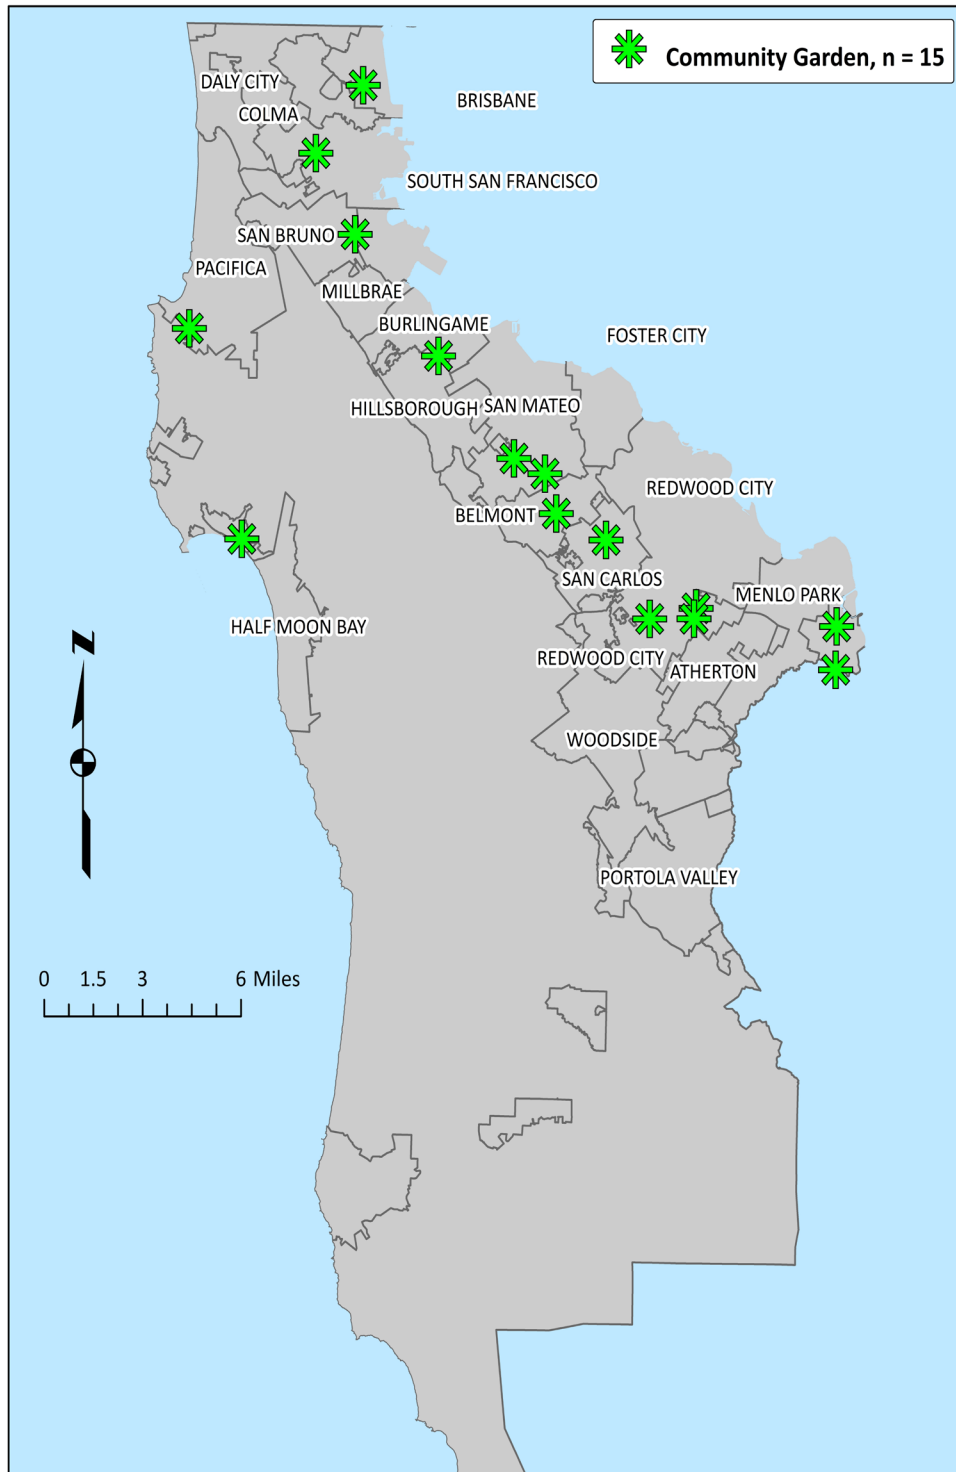 Community Garden, n = 15
DALY CITY
BRISBANE
COLMA
SOUTH SAN FRANCISCO
SAN BRUNO
PACIFICA
MILLBRAE
BURLINGAME
FOSTER CITY
HILLSBOROUGH
SAN MATEO
REDWOOD CITY
BELMONT
SAN CARLOS
MENLO PARK
HALF MOON BAY
REDWOOD CITY
ATHERTON
WOODSIDE
PORTOLA VALLEY
N
0 1.5 3 6 Miles